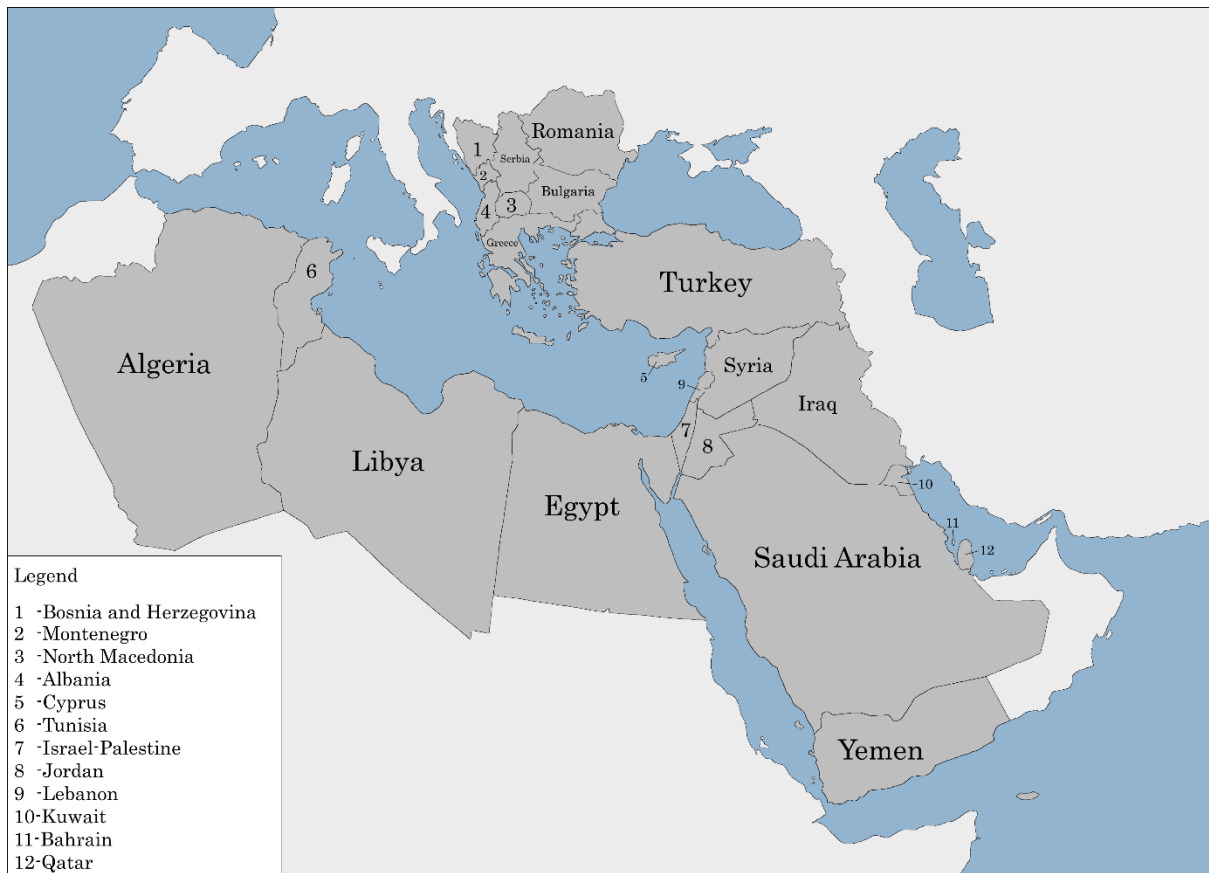 Romania
1
Serbia
2
Bulgaria
3
4
Greece
6
Turkey
Algeria
5
Syria
9
Iraq
7
8
Libya
10
Egypt
11
12
Saudi Arabia
Yemen
Legend
1 -Bosnia and Herzegovina
2 -Montenegro
3 -North Macedonia
4 -Albania
5 -Cyprus
6 -Tunisia
7 -Israel-Palestine
8 -Jordan
9 -Lebanon
10-Kuwait
11-Bahrain
12-Qatar